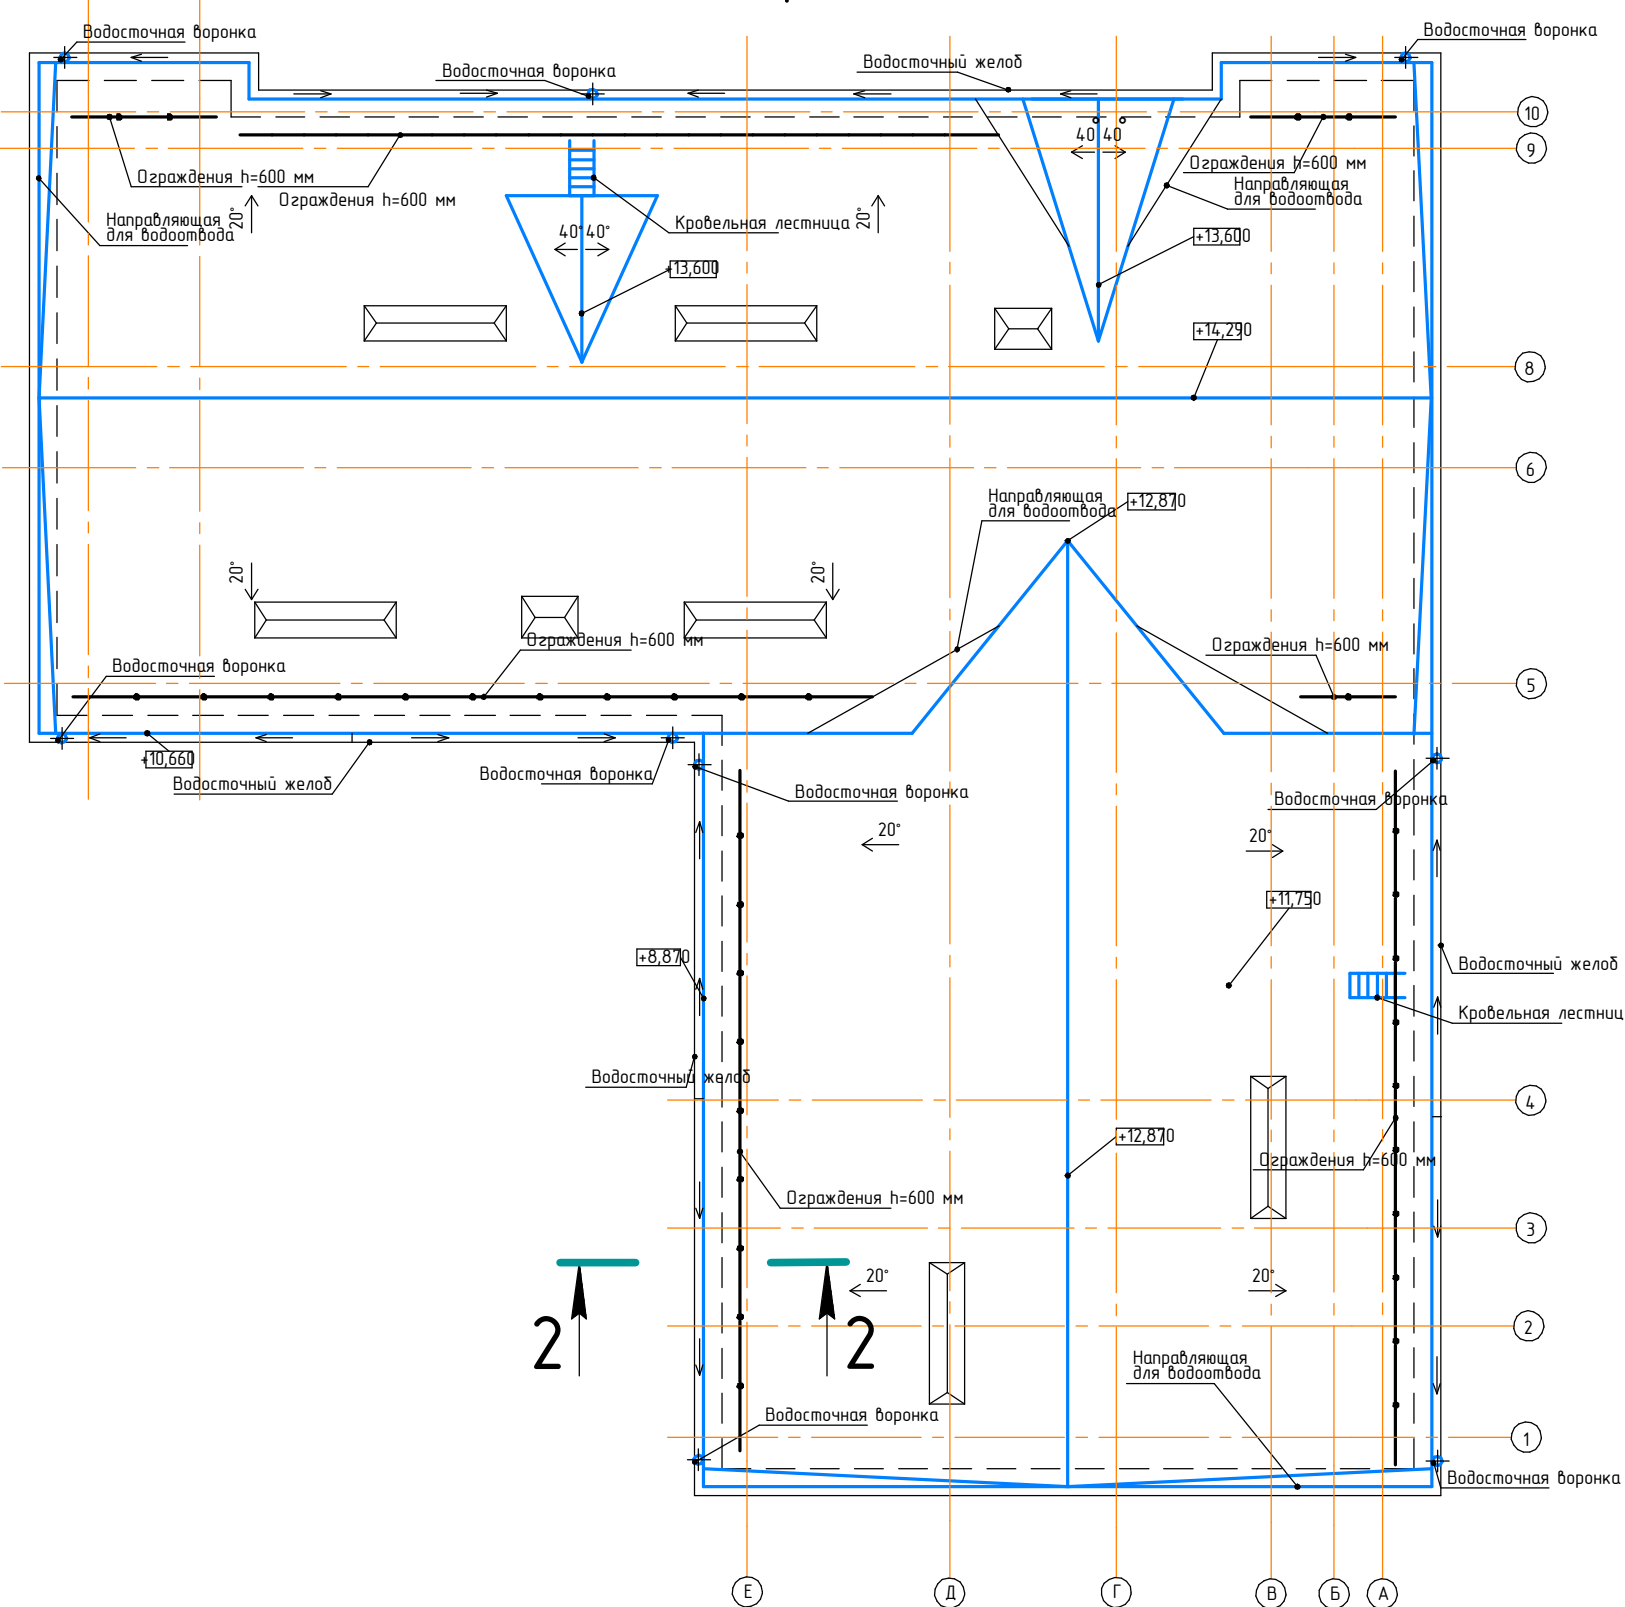 Водосточная воронка
Водосточная воронка
Водосточная воронка
Водосточный желоб
10
40 40
9
Ограждения h=600 мм
Ограждения h=600 мм
Ограждения h=600 мм
Направляющая
для водоотвода
Направляющая
для водоотвода
20°
20°
Кровельная лестница
40° 40°
+13,600
+13,600
+14,290
8
6
Направляющая
для водоотвода
+12,870
20°
20°
Ограждения h=600 мм
Ограждения h=600 мм
Водосточная воронка
5
+10,660
Водосточный желоб
Водосточная воронка
Водосточная воронка
Водосточная воронка
20°
20°
+11,750
+8,870
Водосточный желоб
Кровельная лестниц
Водосточный желоб
4
+12,870
Ограждения h=600 мм
Ограждения h=600 мм
3
20°
20°
2
2
2
Направляющая
для водоотвода
Водосточная воронка
1
Водосточная воронка
Е
Д
Г
В
Б
А